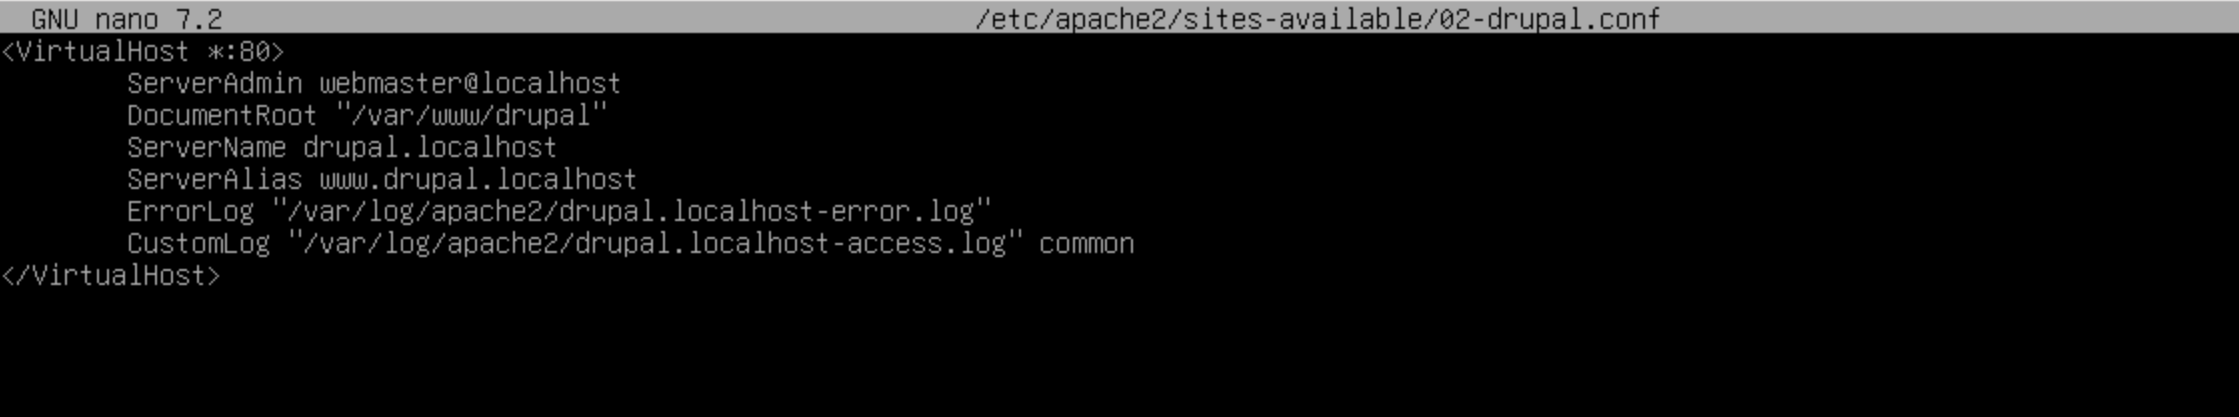 GNU nano 7.2 /etc/apache2/sites-available/02-drupal.conf
<VirtualHost *:80>
ServerAdmin webmaster@localhost
DocumentRoot "/var/www/drupal"
ServerName drupal.localhost
ServerAlias www.drupal.localhost
ErrorLog "/var/log/apache2/drupal.localhost-error.log"
CustomLog "/var/log/apache2/drupal.localhost-access.log" common
</VirtualHost>